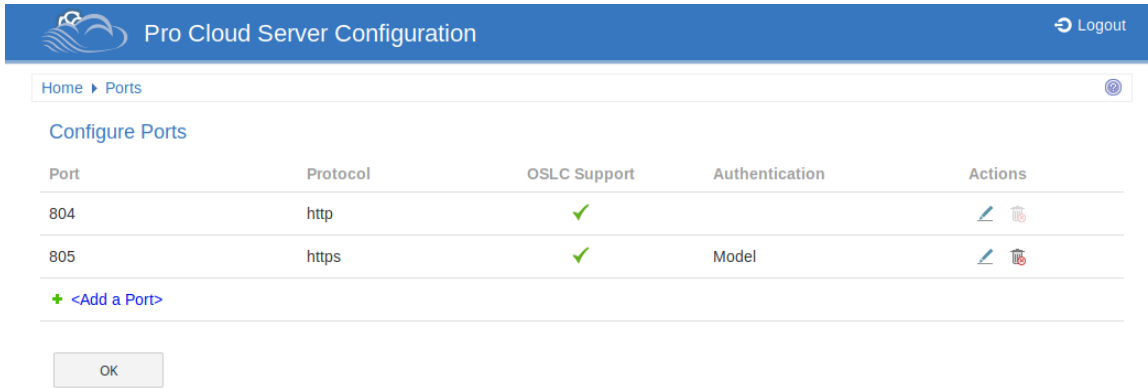 Pro Cloud Server Configuration
Logout
Home Ports
Configure Ports
Port Protocol OSLC Support Authentication Actions
804 http
805 https Model
<Add a Port>
OK